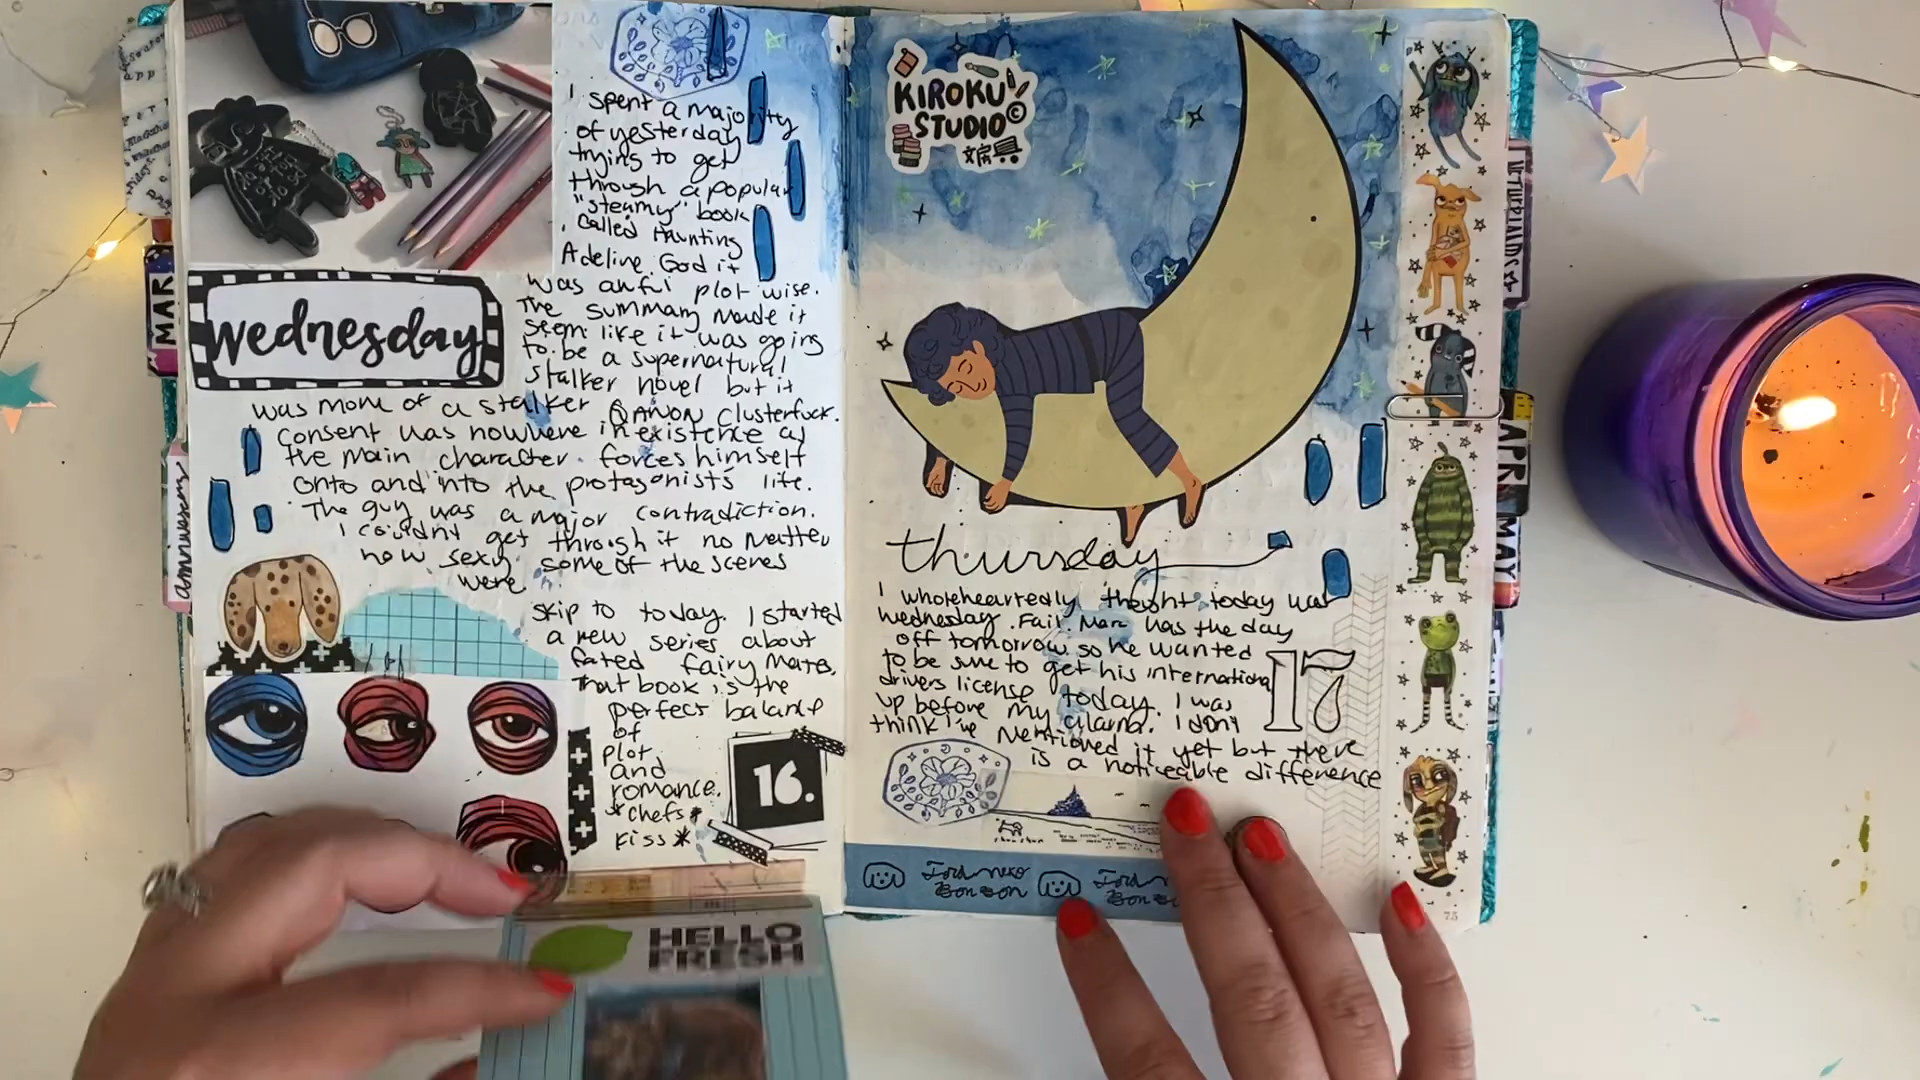 I spent a majority
of yesterday
trying to get
through a popular
"steamy" book
called Haunting
Adeline. God it
was awful plot wise.
The summary made it
seem like it was going
to be a supernatural
stalker novel but it
was more of a stalker QANON clusterfuck.
consent was nowhere in existence as
the main character forces himself
onto and into the protagonists life.
The guy was a major contradiction.
I couldnt get through it no matter
how sexy some of the scenes
were.
wednesday
skip to today. I started
a new series about
fated fairy mates.
That book is the
perfect balance
of
plot
and
romance.
*chefs*
kiss*
16.
HELLO
FRESH
MAR
KIROKU
STUDIO©
文房具
thursday
I wholeheartedly thought today was
wednesday. Fail. Marc has the day
off tomorrow so he wanted
to be sure to get his internationa
drivers license today. I was
up before my alarm. I dont
think I've mentioned it yet but there
is a noticeable difference
17
75
APR
MAY